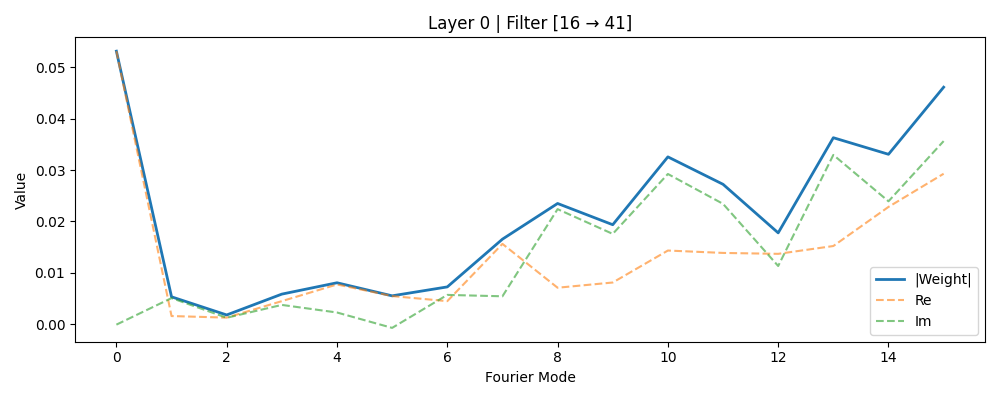 Layer 0 | Filter [16 → 41]
Value
0.05
0.04
0.03
0.02
0.01
0.00
|Weight|
Re
Im
0 2 4 6 8 10 12 14
Fourier Mode